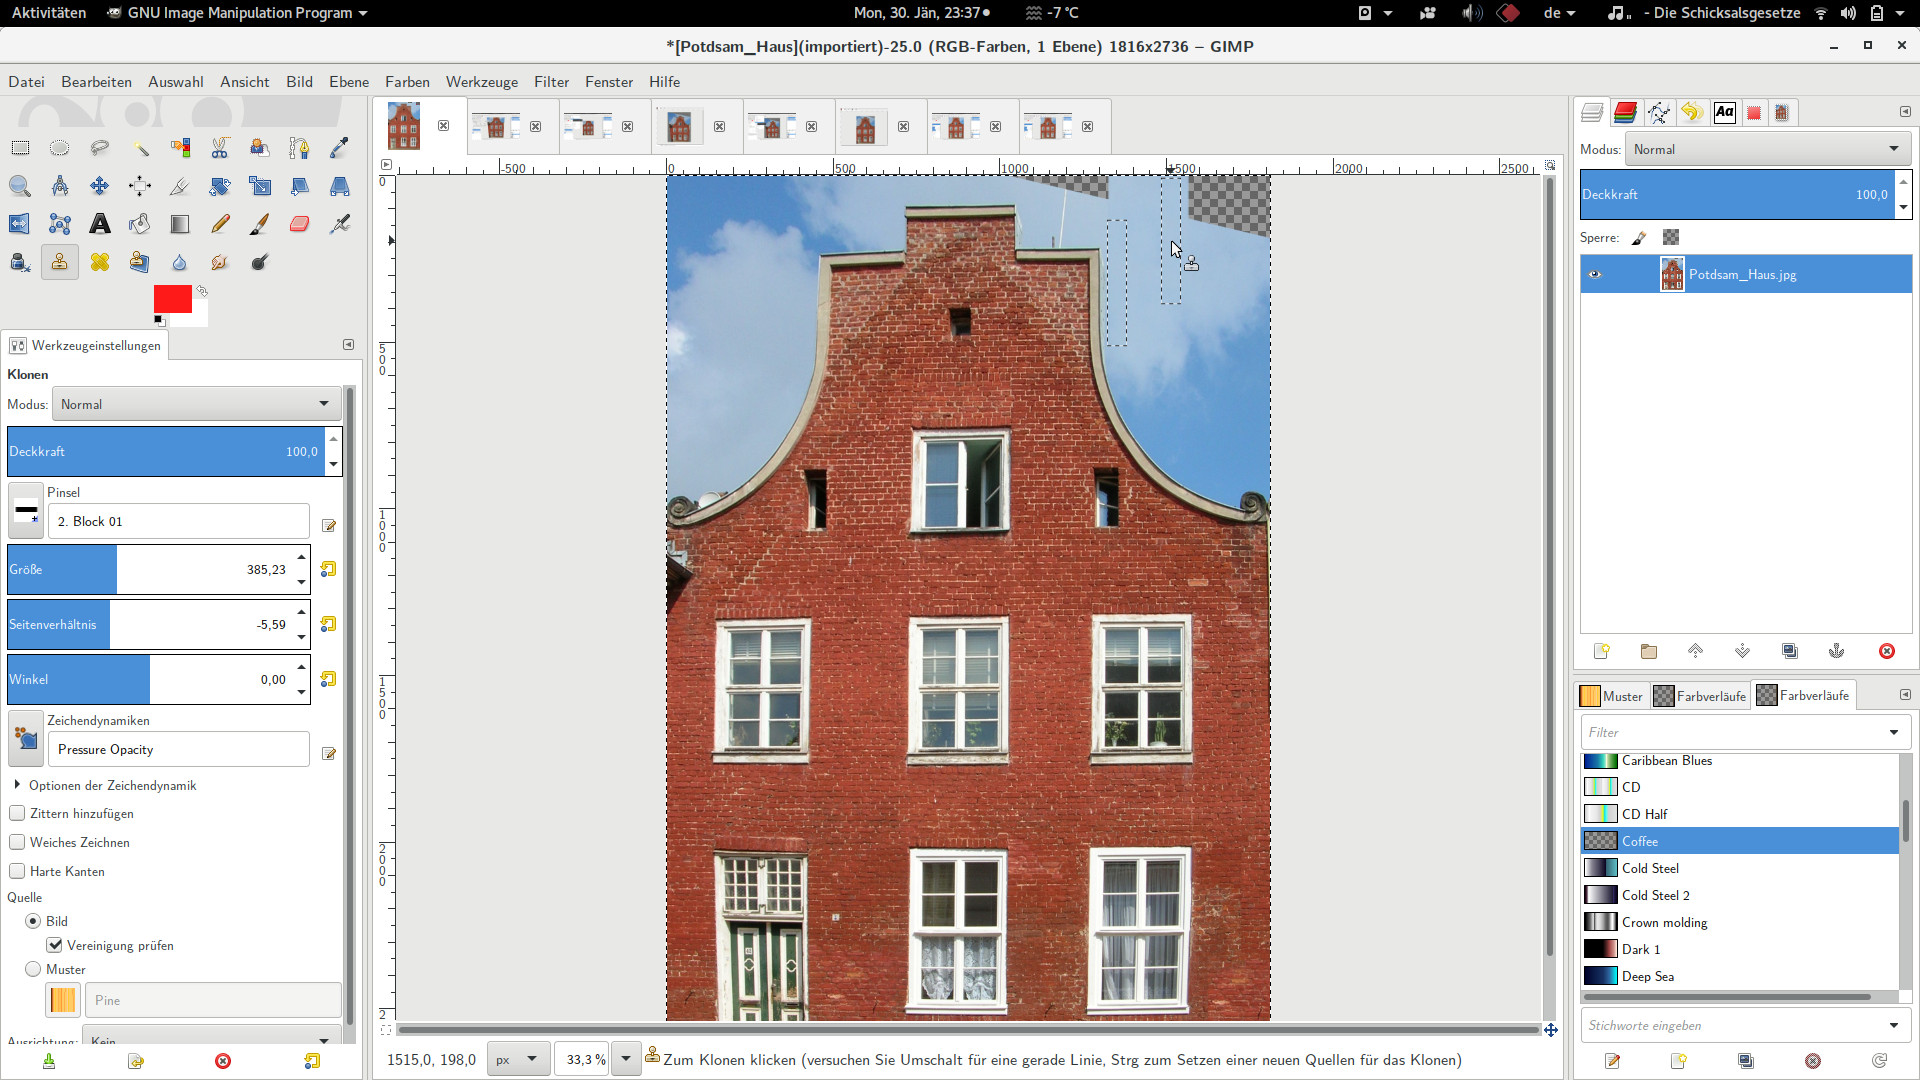 Aktivitäten
GNU Image Manipulation Program
Mon, 30. Jän, 23:37
-7 °C
de
- Die Schicksalsgesetze
*[Potdsam_Haus](importiert)-25.0 (RGB-Farben, 1 Ebene) 1816x2736 – GIMP
Datei Bearbeiten Auswahl Ansicht Bild Ebene Farben Werkzeuge Filter Fenster Hilfe
-500 0 500 1000 1500 2000 2500
0
500
1000
1500
2000
2
Werkzeugeinstellungen
Klonen
Modus: Normal
Deckkraft 100,0
Pinsel
2. Block 01
Größe 385,23
Seitenverhältnis -5,59
Winkel 0,00
Zeichendynamiken
Pressure Opacity
Optionen der Zeichendynamik
Zittern hinzufügen
Weiches Zeichnen
Harte Kanten
Quelle
Bild
Vereinigung prüfen
Muster
Pine
Ausrichtung: Kein
1515,0, 198,0 px 33,3 % Zum Klonen klicken (versuchen Sie Umschalt für eine gerade Linie, Strg zum Setzen einer neuen Quellen für das Klonen)
Aa
Modus: Normal
Deckkraft 100,0
Sperre:
Potdsam_Haus.jpg
Muster Farbverläufe Farbverläufe
Filter
Caribbean Blues
CD
CD Half
Coffee
Cold Steel
Cold Steel 2
Crown molding
Dark 1
Deep Sea
Stichworte eingeben